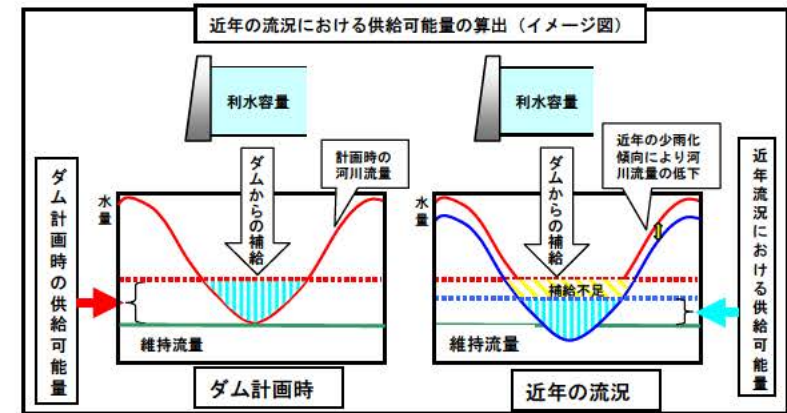 近年の流況における供給可能量の算出（イメージ図）
利水容量
利水容量
ダム計画時の供給可能量
水量
ダムからの補給
計画時の
河川流量
維持流量
ダム計画時
水量
ダムからの補給
近年の少雨化
傾向により河
川流量の低下
補給不足
維持流量
近年の流況
近年流況における供給可能量